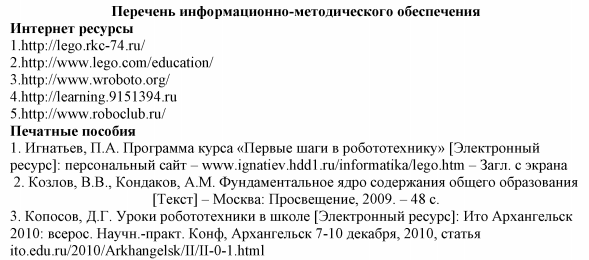 Перечень информационно-методического обеспечения
Интернет ресурсы
1.http://lego.rkc-74.ru/
2.http://www.lego.com/education/
3.http://www.wroboto.org/
4.http://learning.9151394.ru
5.http://www.roboclub.ru/
Печатные пособия
1. Игнатьев, П.А. Программа курса «Первые шаги в робототехнику» [Электронный
ресурс]: персональный сайт – www.ignatiev.hdd1.ru/informatika/lego.htm – Загл. с экрана
2. Козлов, В.В., Кондаков, А.М. Фундаментальное ядро содержания общего образования
[Текст] – Москва: Просвещение, 2009. – 48 с.
3. Копосов, Д.Г. Уроки робототехники в школе [Электронный ресурс]: Ито Архангельск
2010: всерос. Научн.-практ. Конф, Архангельск 7-10 декабря, 2010, статья
ito.edu.ru/2010/Arkhangelsk/II/II-0-1.html